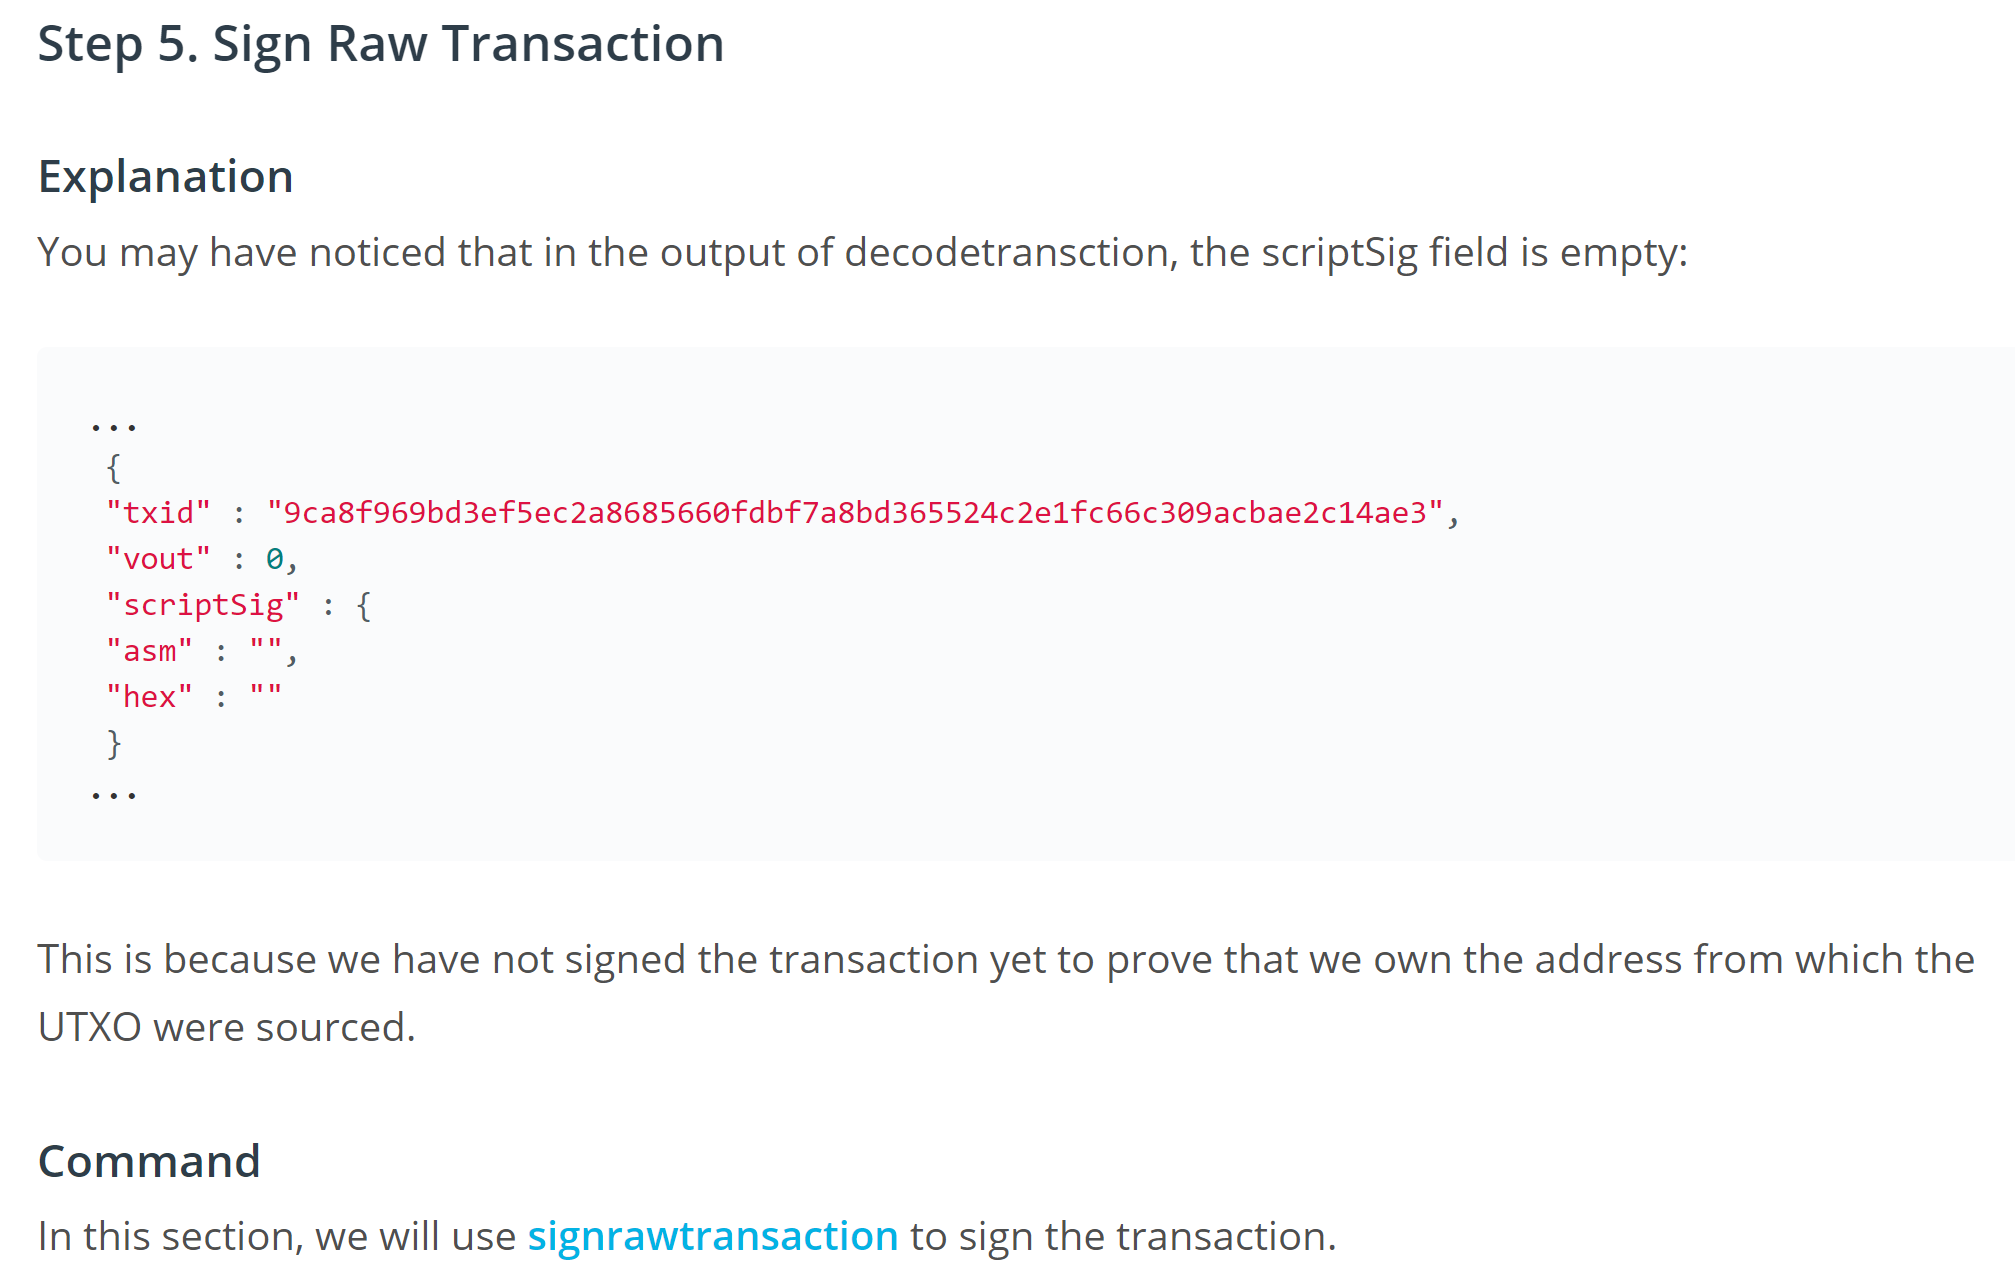 Step 5. Sign Raw Transaction
Explanation
You may have noticed that in the output of decodetransction, the scriptSig field is empty:
...
{
"txid" : "9ca8f969bd3ef5ec2a8685660fdbf7a8bd365524c2e1fc66c309acbae2c14ae3",
"vout" : 0,
"scriptSig" : {
"asm" : "",
"hex" : ""
}
...
This is because we have not signed the transaction yet to prove that we own the address from which the
UTXO were sourced.
Command
In this section, we will use signrawtransaction to sign the transaction.